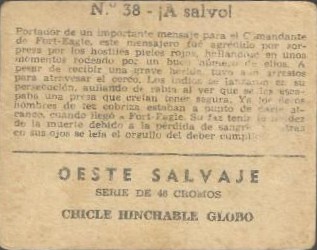 N.º 38 - ¡A salvo!
Portador de un importante mensaje para el Comandante
de Fort-Eagle, este mensajero fué agredido por sor-
presa por los hostiles pieles rojas, hallándose en unos
momentos rodeado por un buen número de ellos. A
pesar de recibir una grave herida, tuvo arrestos
para atravesar el cerco. Los indios se lanzaron en su
persecución, aullando de rabia al ver que se les esca-
paba una presa que creían tener segura. Ya los
hombres de tez cobriza estaban a punto de darle al-
cance, cuando llegó a Fort-Eagle. Su faz tenía
de la muerte debido a la pérdida de sangre
en sus ojos se leía el orgullo del deber cumplido.
OESTE SALVAJE
SERIE DE 48 CROMOS
CHICLE HINCHABLE GLOBO